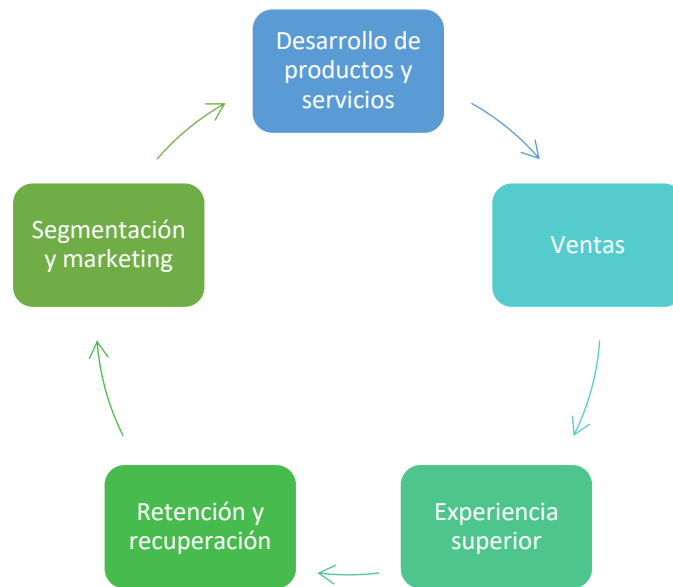 Desarrollo de
productos y
servicios
Ventas
Experiencia
superior
Retención y
recuperación
Segmentación
y marketing